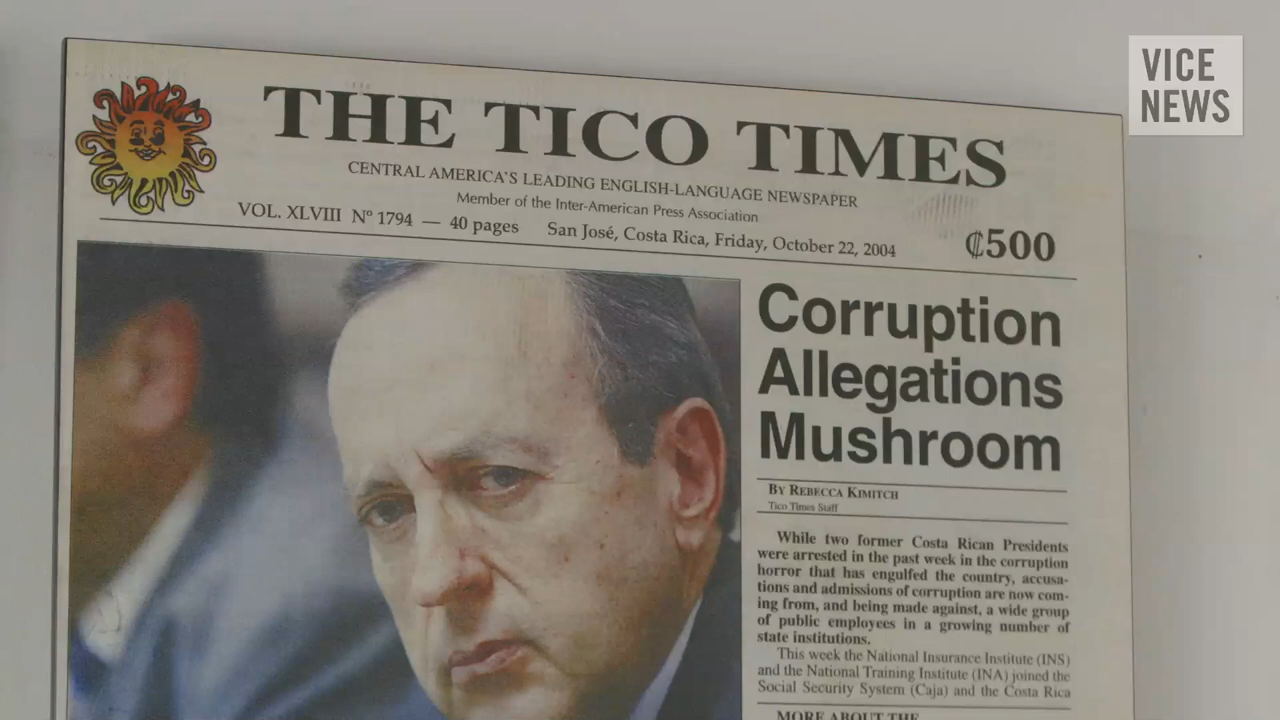 VICE
NEWS
THE TICO TIMES
CENTRAL AMERICA'S LEADING ENGLISH-LANGUAGE NEWSPAPER
Member of the Inter-American Press Association
VOL. XLVIII Nº 1794 — 40 pages San José, Costa Rica, Friday, October 22, 2004 ₡500
Corruption
Allegations
Mushroom
BY REBECCA KIMITCH
Tico Times Staff
While two former Costa Rican Presidents
were arrested in the past week in the corruption
horror that has engulfed the country, accusa-
tions and admissions of corruption are now com-
ing from, and being made against, a wide group
of public employees in a growing number of
state institutions.
This week the National Insurance Institute (INS)
and the National Training Institute (INA) joined the
Social Security System (Caja) and the Costa Rica
MORE ABOUT THE